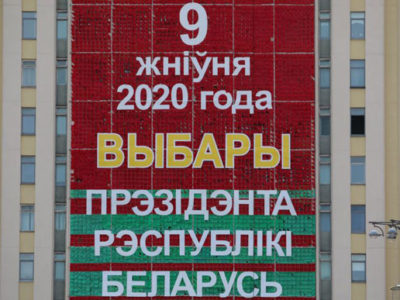 9
жніўня
2020 года
ВЫБАРЫ
ПРЭЗІДЭНТА
РЭСПУБЛІКІ
БЕЛАРУСЬ